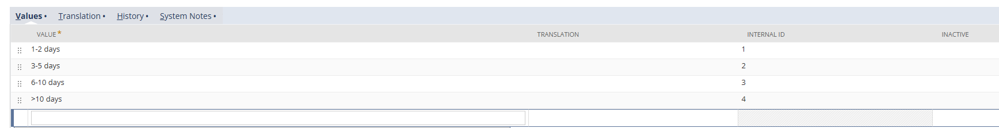 Values • Translation • History • System Notes •
VALUE* TRANSLATION INTERNAL ID INACTIVE
1-2 days 1
3-5 days 2
6-10 days 3
>10 days 4